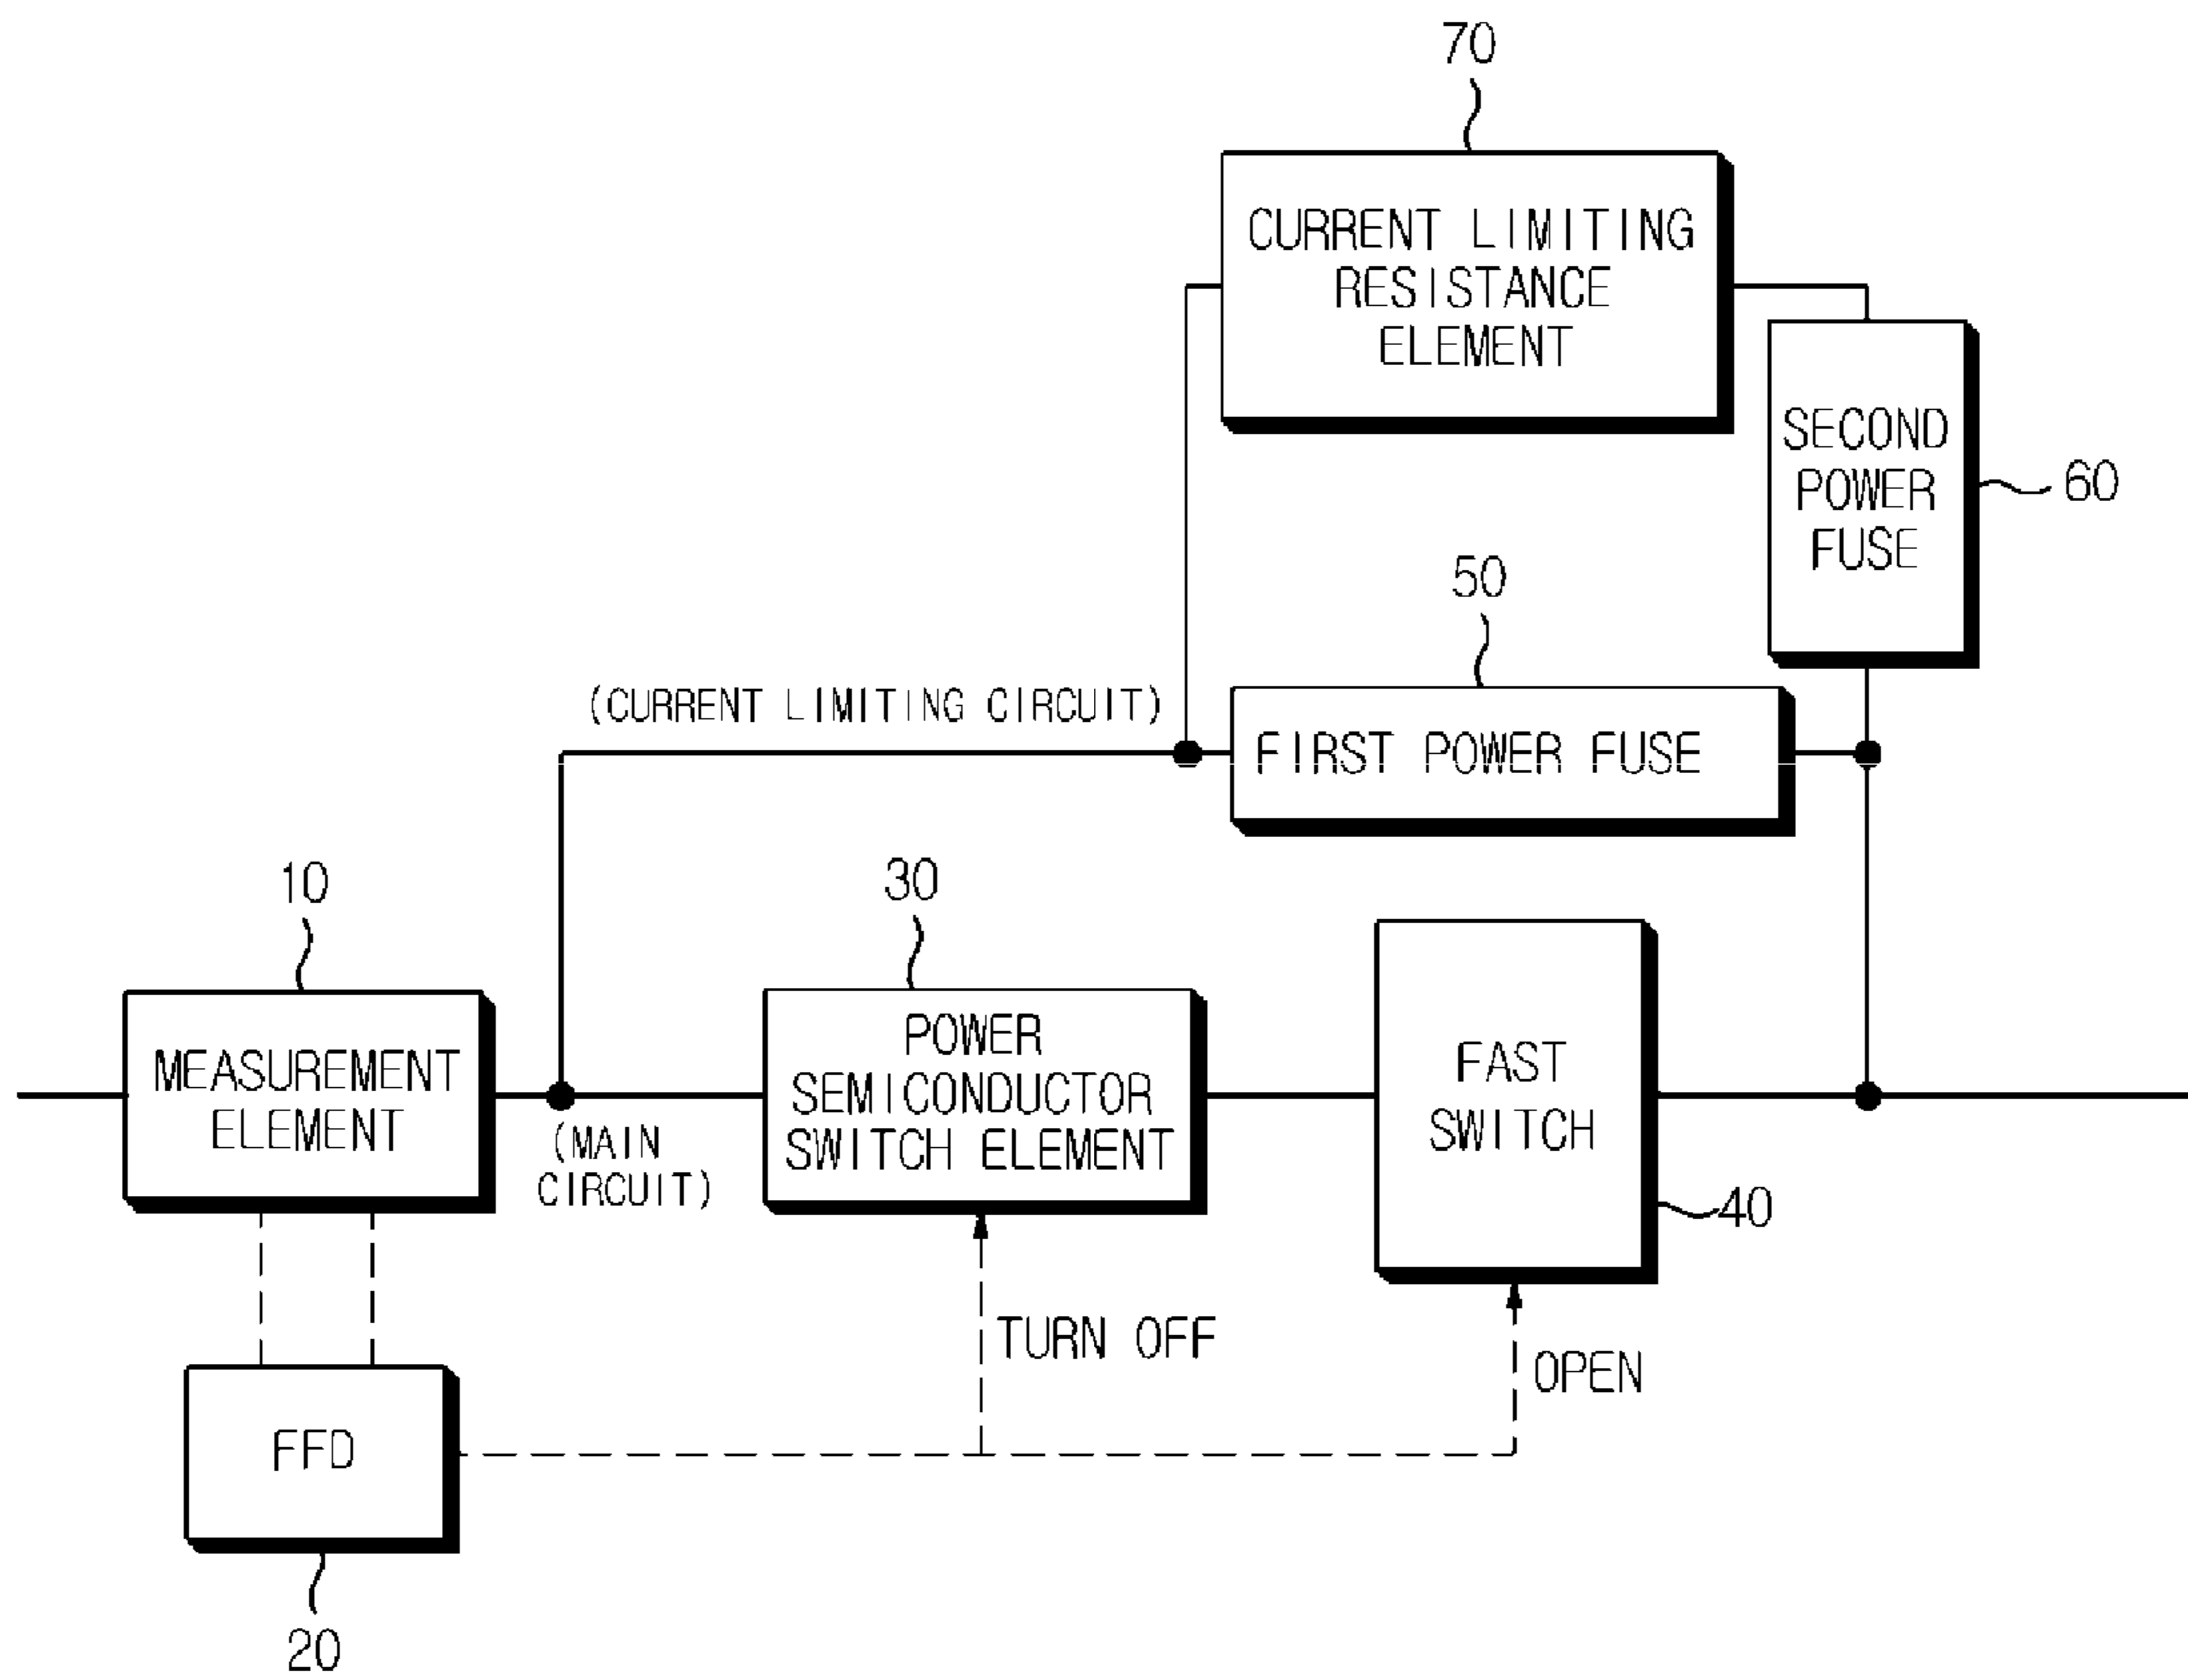 70
CURRENT LIMITING
RESISTANCE
ELEMENT
SECOND
POWER
FUSE
60
50
(CURRENT LIMITING CIRCUIT)
FIRST POWER FUSE
10
30
MEASUREMENT
ELEMENT
(MAIN
CIRCUIT)
POWER
SEMICONDUCTOR
SWITCH ELEMENT
FAST
SWITCH
40
TURN OFF
OPEN
FFD
20